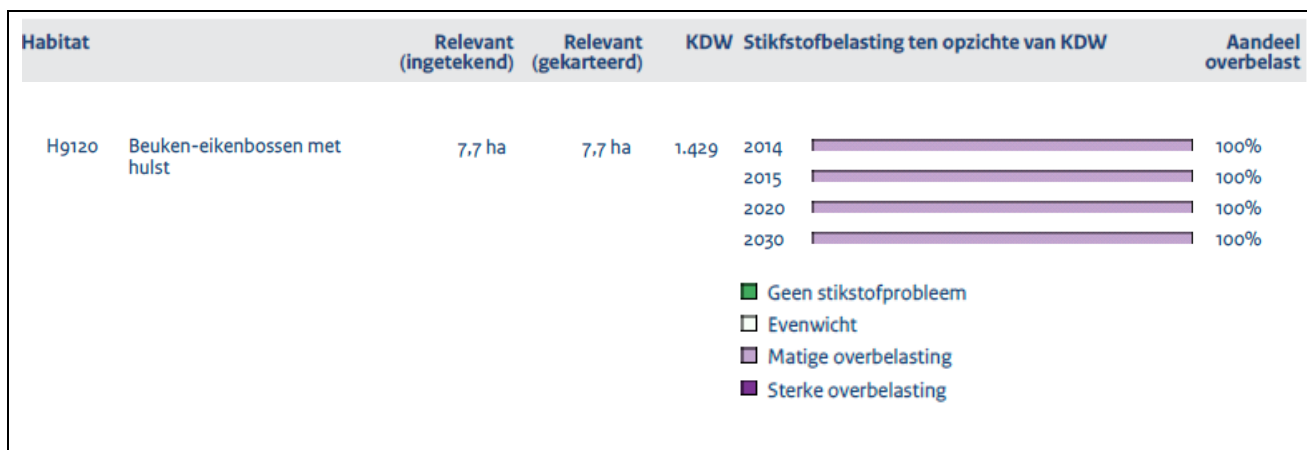 Habitat Relevant (ingetekend) Relevant (gekarteerd) KDW Stikfstofbelasting ten opzichte van KDW Aandeel overbelast
H9120 Beuken-eikenbossen met hulst 7,7 ha 7,7 ha 1.429 2014 100%
2015 100%
2020 100%
2030 100%
Geen stikstofprobleem
Evenwicht
Matige overbelasting
Sterke overbelasting